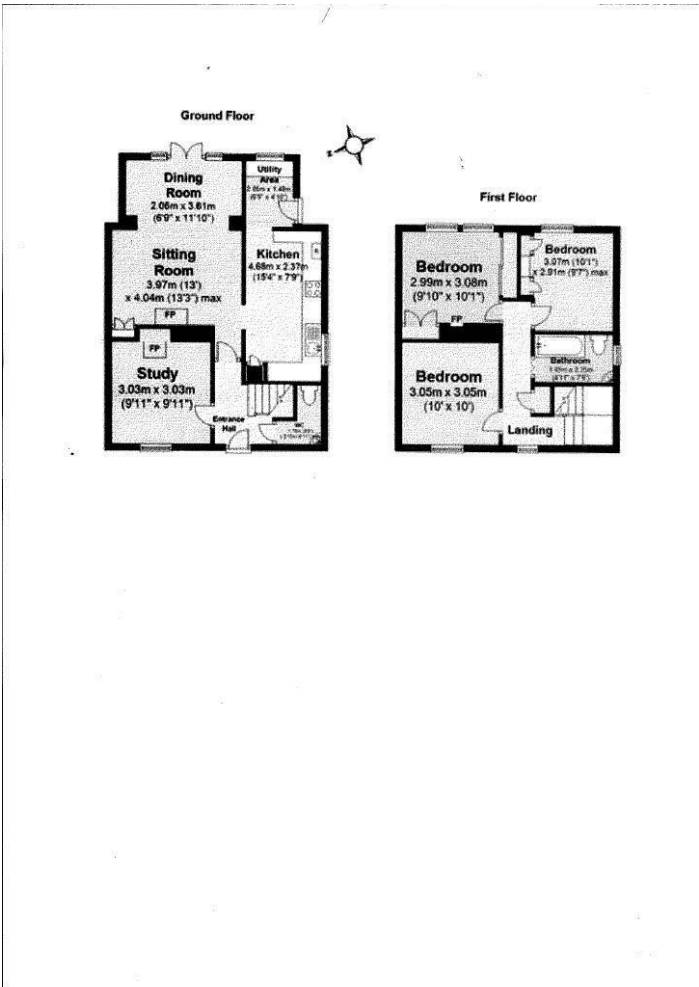 Ground Floor
Dining
Room
2.06m x 3.61m
(6'9" x 11'10")
Utility
Area
Sitting
Room
3.97m (13')
x 4.04m (13'3") max
Kitchen
4.68m x 2.37m
(15'4" x 7'9")
FP
FP
Study
3.03m x 3.03m
(9'11" x 9'11")
Entrance
Hall
WC
First Floor
Bedroom
2.99m x 3.08m
(9'10" x 10'1")
FP
Bedroom
3.07m (10'1")
x 2.91m (9'7") max
Bathroom
Bedroom
3.05m x 3.05m
(10' x 10')
Landing